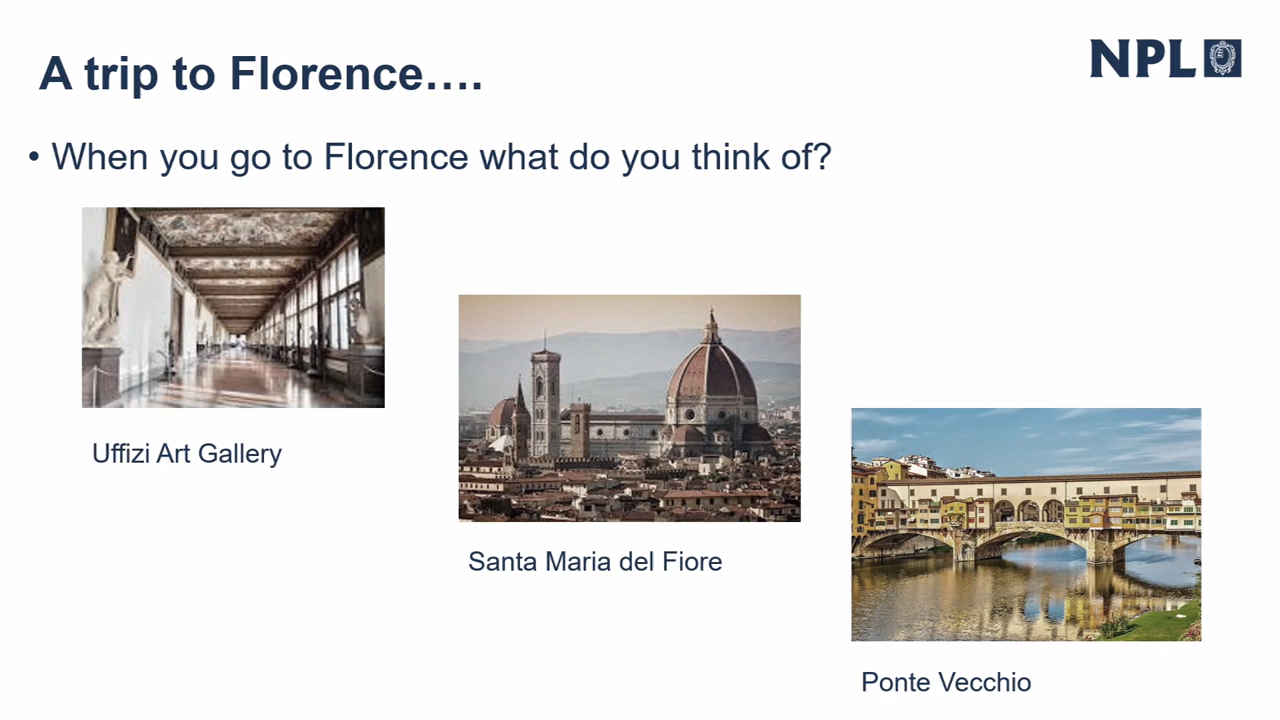 A trip to Florence....
NPL
• When you go to Florence what do you think of?
Uffizi Art Gallery
Santa Maria del Fiore
Ponte Vecchio